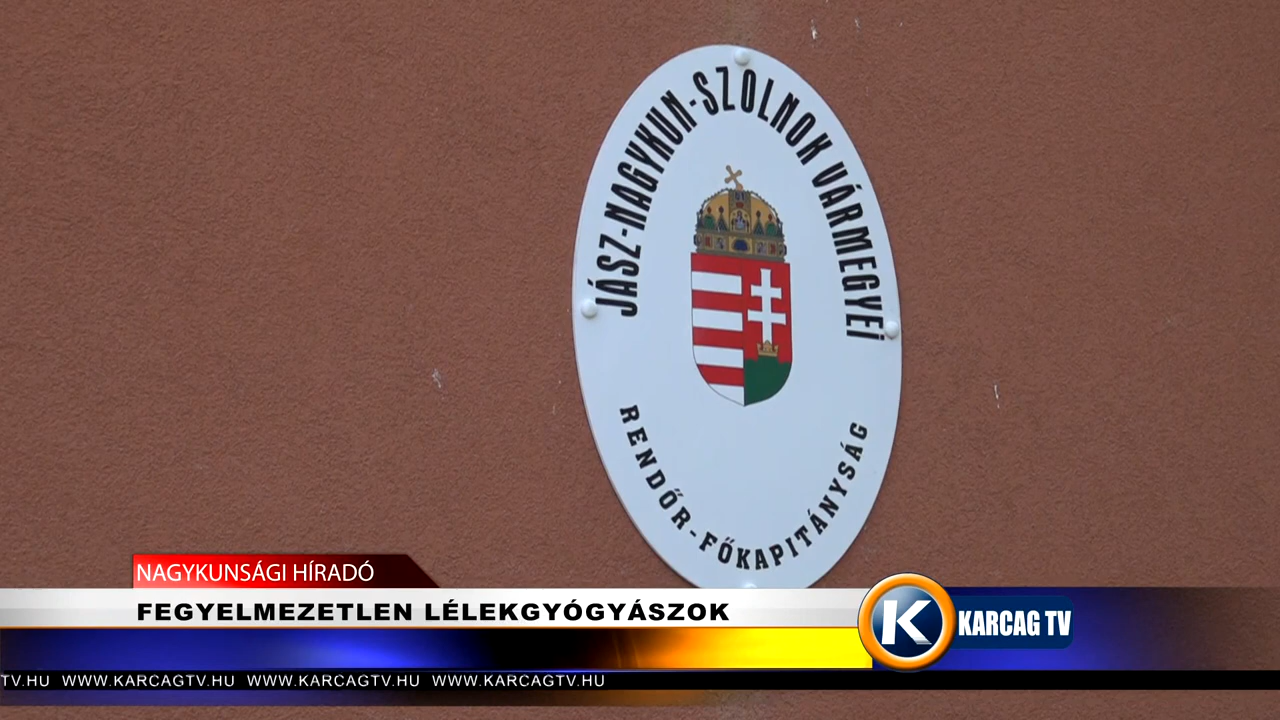 JÁSZ-NAGYKUN-SZOLNOK VÁRMEGYEI
RENDŐR-FŐKAPITÁNYSÁG
NAGYKUNSÁGI HÍRADÓ
FEGYELMEZETLEN LÉLEKGYÓGYÁSZOK
K KARCAG TV
TV.HU WWW.KARCAGTV.HU WWW.KARCAGTV.HU WWW.KARCAGTV.HU